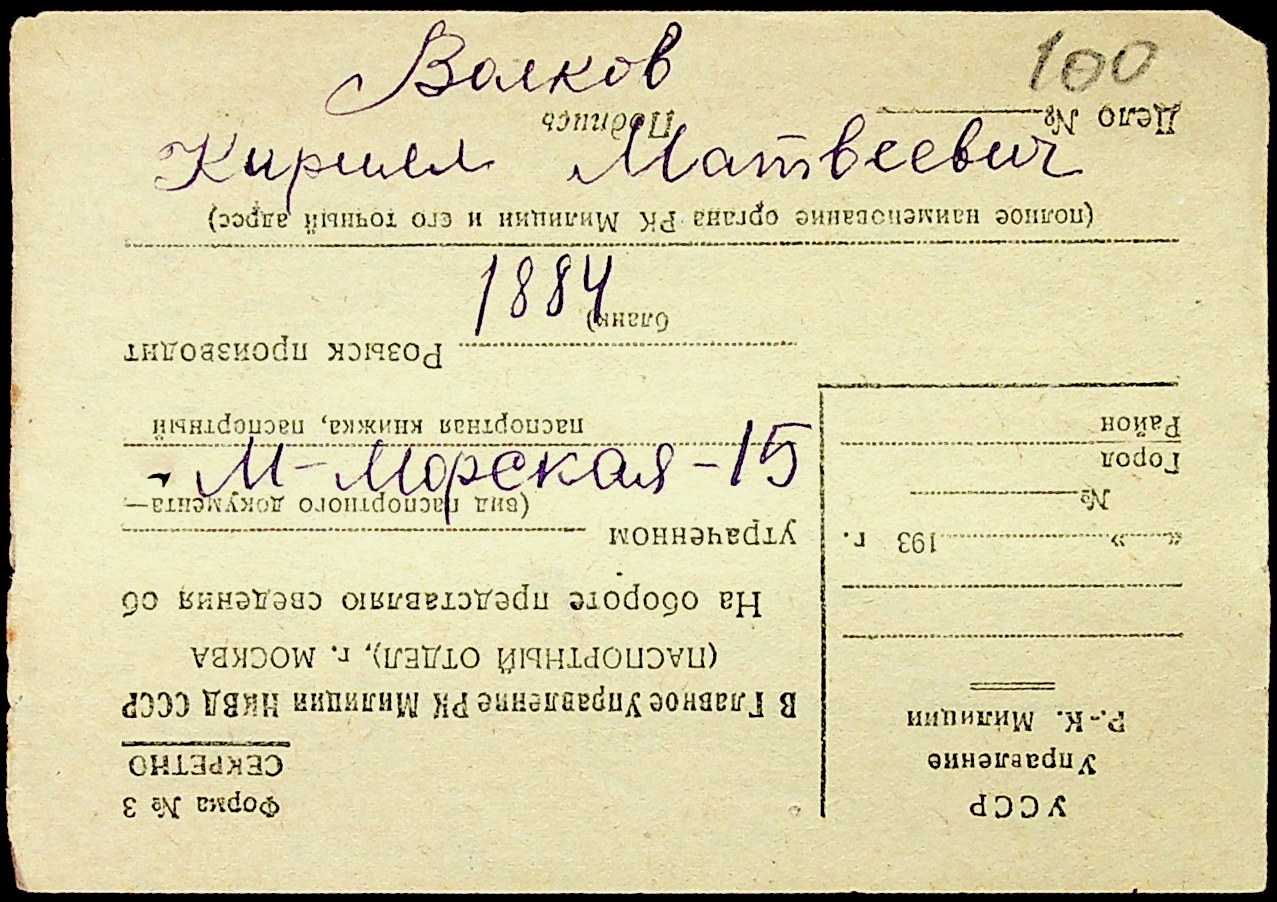 Волков
100
Кирилл Матвеевич
1884
М-Морская-15
УССР
Управление
Р.-К. Милиции
« » 193 г.
№
Город
Район
Форма № 3
СЕКРЕТНО
В Главное Управление РК Милиции НКВД СССР
(ПАСПОРТНЫЙ ОТДЕЛ), г. МОСКВА
На обороте представляю сведения об
утраченном
(вид паспортного документа—
паспортная книжка, паспортный
бланк)
Розыск производит
(полное наименование органа РК Милиции и его точный адрес)
Дело №
Подпись